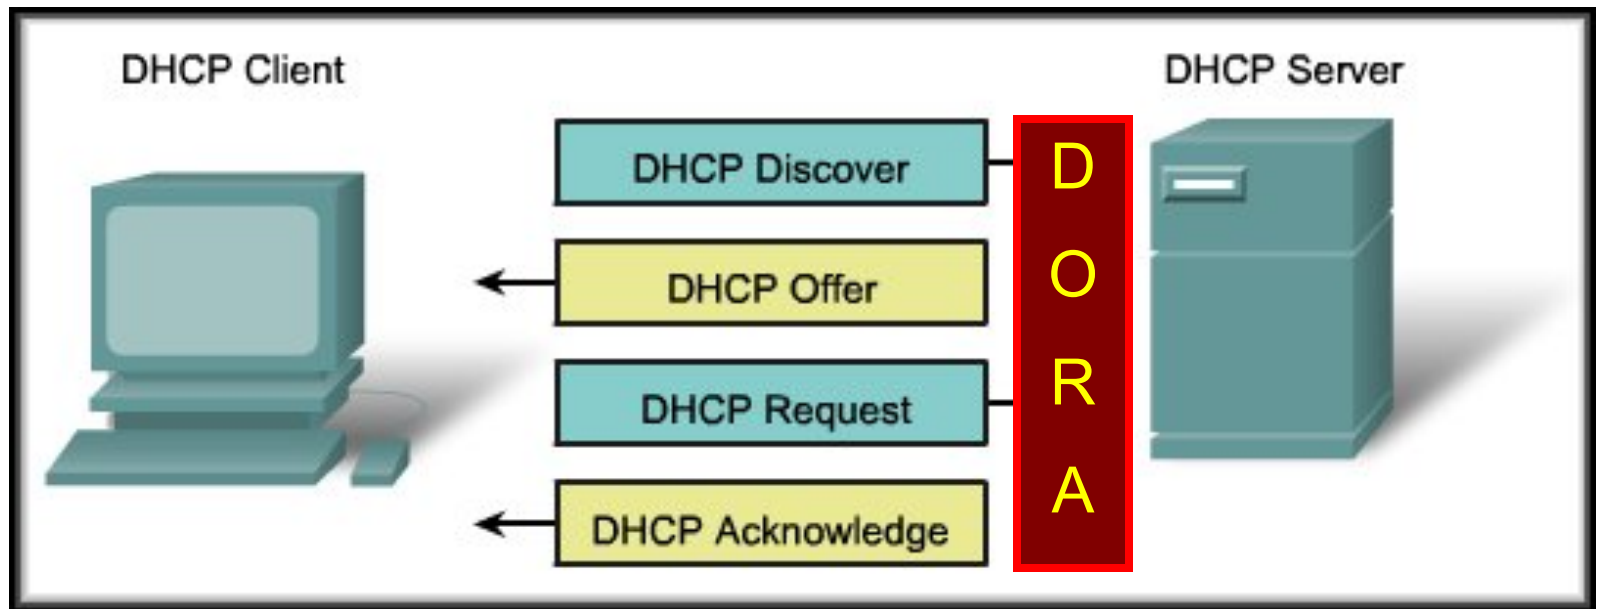 DHCP Client
DHCP Server
DHCP Discover
DHCP Offer
DHCP Request
DHCP Acknowledge
D
O
R
A